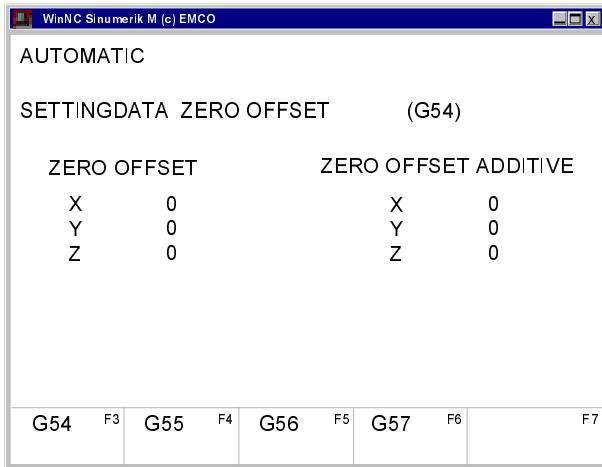 WinNC Sinumerik M (c) EMCO
AUTOMATIC
SETTINGDATA ZERO OFFSET (G54)
ZERO OFFSET ZERO OFFSET ADDITIVE
X 0 X 0
Y 0 Y 0
Z 0 Z 0
G54 F3 G55 F4 G56 F5 G57 F6 F7